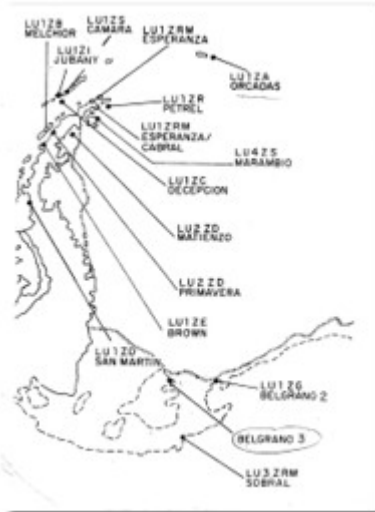 LU1ZB
MELCHIOR
LU1ZS
CAMARA
LU1ZI
JUBANY
LU1ZRM
ESPERANZA
LU1ZA
ORCADAS
LU1ZR
PETREL
LU1ZRM
ESPERANZA/
CABRAL
LU4ZS
MARAMBIO
LU1ZC
DECEPCION
LU2ZD
MATIENZO
LU2ZD
PRIMAVERA
LU1ZE
BROWN
LU1ZD
SAN MARTIN
LU1ZG
BELGRANO 2
BELGRANO 3
LU3ZRM
SOBRAL